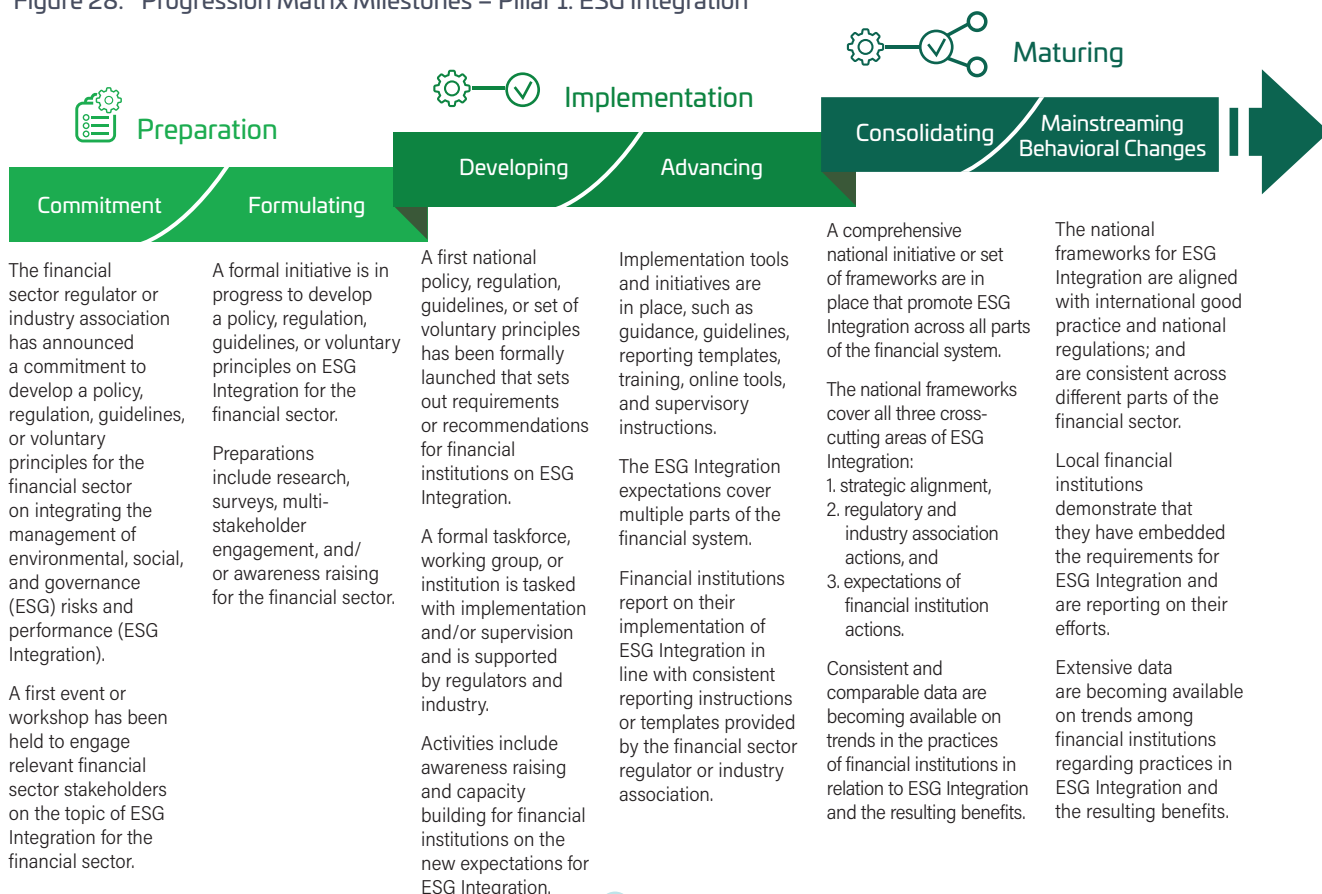 Figure 28. Progression Matrix Milestones – Pillar 1: ESG Integration
Preparation
Commitment
Formulating
The financial
sector regulator or
industry association
has announced
a commitment to
develop a policy,
regulation, guidelines,
or voluntary
principles for the
financial sector
on integrating the
management of
environmental, social,
and governance
(ESG) risks and
performance (ESG
Integration).
A first event or
workshop has been
held to engage
relevant financial
sector stakeholders
on the topic of ESG
Integration for the
financial sector.
A formal initiative is in
progress to develop
a policy, regulation,
guidelines, or voluntary
principles on ESG
Integration for the
financial sector.
Preparations
include research,
surveys, multi-
stakeholder
engagement, and/
or awareness raising
for the financial sector.
Implementation
Developing
Advancing
A first national
policy, regulation,
guidelines, or set of
voluntary principles
has been formally
launched that sets
out requirements
or recommendations
for financial
institutions on ESG
Integration.
A formal taskforce,
working group, or
institution is tasked
with implementation
and/or supervision
and is supported
by regulators and
industry.
Activities include
awareness raising
and capacity
building for financial
institutions on the
new expectations for
ESG Integration.
Implementation tools
and initiatives are
in place, such as
guidance, guidelines,
reporting templates,
training, online tools,
and supervisory
instructions.
The ESG Integration
expectations cover
multiple parts of the
financial system.
Financial institutions
report on their
implementation of
ESG Integration in
line with consistent
reporting instructions
or templates provided
by the financial sector
regulator or industry
association.
Maturing
Consolidating
Mainstreaming
Behavioral Changes
A comprehensive
national initiative or set
of frameworks are in
place that promote ESG
Integration across all parts
of the financial system.
The national frameworks
cover all three cross-
cutting areas of ESG
Integration:
1. strategic alignment,
2. regulatory and
industry association
actions, and
3. expectations of
financial institution
actions.
Consistent and
comparable data are
becoming available on
trends in the practices
of financial institutions in
relation to ESG Integration
and the resulting benefits.
The national
frameworks for ESG
Integration are aligned
with international good
practice and national
regulations; and
are consistent across
different parts of the
financial sector.
Local financial
institutions
demonstrate that
they have embedded
the requirements for
ESG Integration and
are reporting on their
efforts.
Extensive data
are becoming available
on trends among
financial institutions
regarding practices in
ESG Integration and
the resulting benefits.